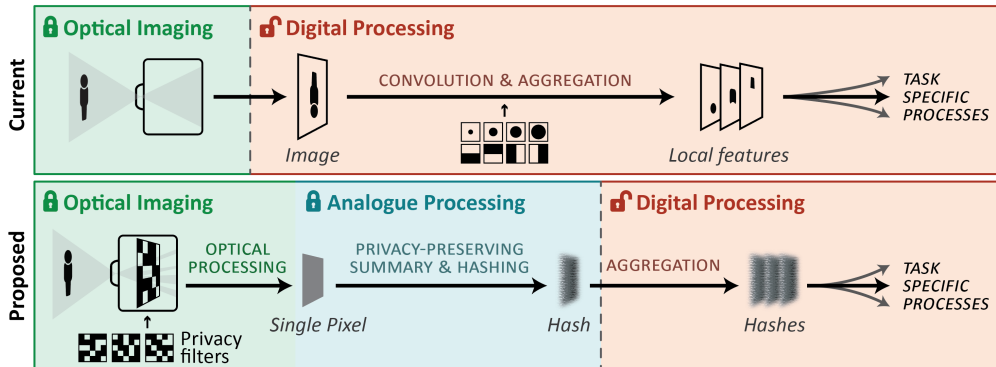 Current
Optical Imaging
Digital Processing
CONVOLUTION & AGGREGATION
Image
Local features
TASK
SPECIFIC
PROCESSES
Proposed
Optical Imaging
Analogue Processing
Digital Processing
OPTICAL
PROCESSING
PRIVACY-PRESERVING
SUMMARY & HASHING
AGGREGATION
Single Pixel
Hash
Hashes
TASK
SPECIFIC
PROCESSES
Privacy
filters